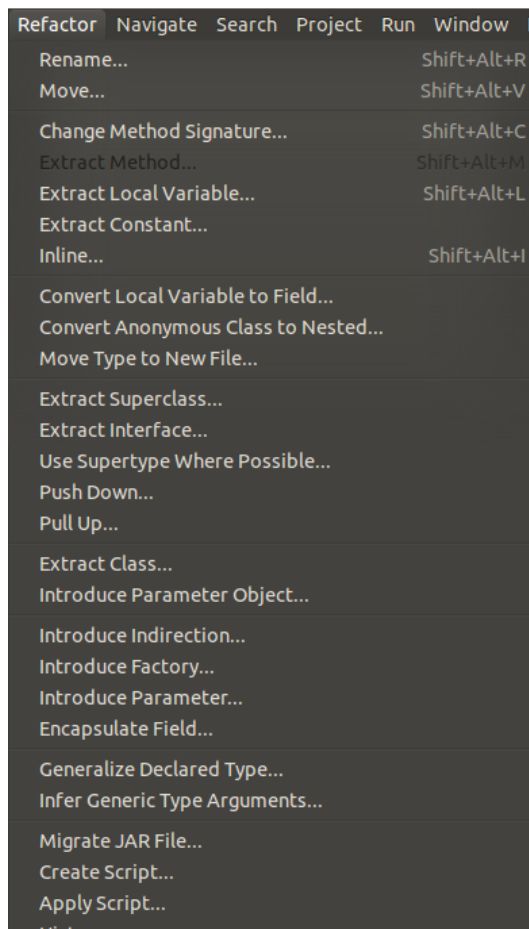 Refactor Navigate Search Project Run Window
Rename... Shift+Alt+R
Move... Shift+Alt+V
Change Method Signature... Shift+Alt+C
Extract Method... Shift+Alt+M
Extract Local Variable... Shift+Alt+L
Extract Constant...
Inline... Shift+Alt+I
Convert Local Variable to Field...
Convert Anonymous Class to Nested...
Move Type to New File...
Extract Superclass...
Extract Interface...
Use Supertype Where Possible...
Push Down...
Pull Up...
Extract Class...
Introduce Parameter Object...
Introduce Indirection...
Introduce Factory...
Introduce Parameter...
Encapsulate Field...
Generalize Declared Type...
Infer Generic Type Arguments...
Migrate JAR File...
Create Script...
Apply Script...